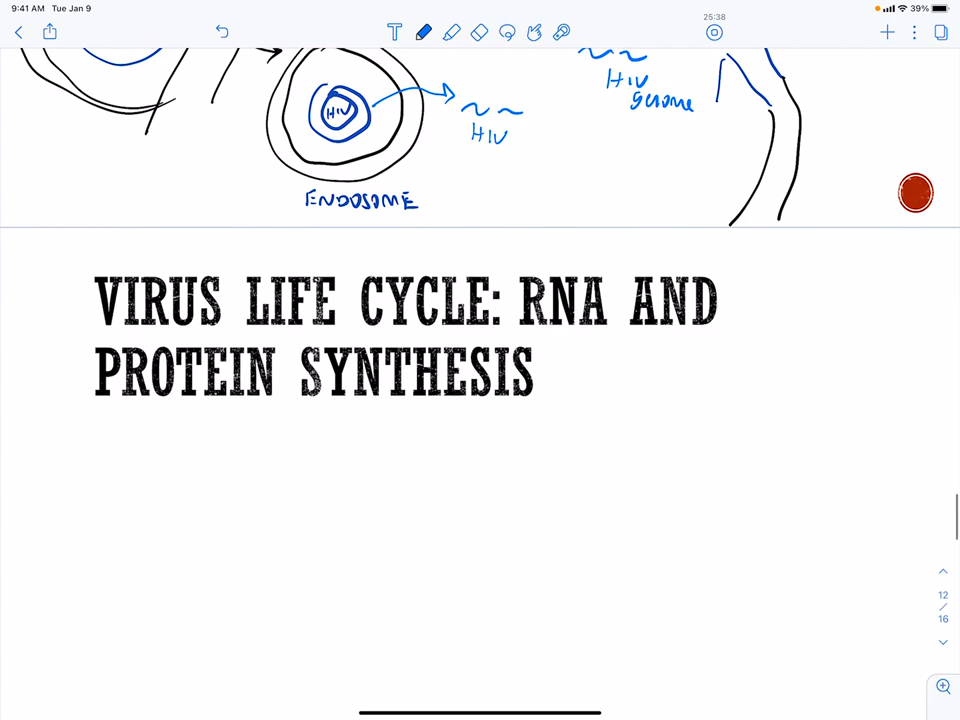 9:41 AM Tue Jan 9
25:38
39%
HIV
genome
HIV
HIV
ENDOSOME
VIRUS LIFE CYCLE: RNA AND
PROTEIN SYNTHESIS
12
/
16